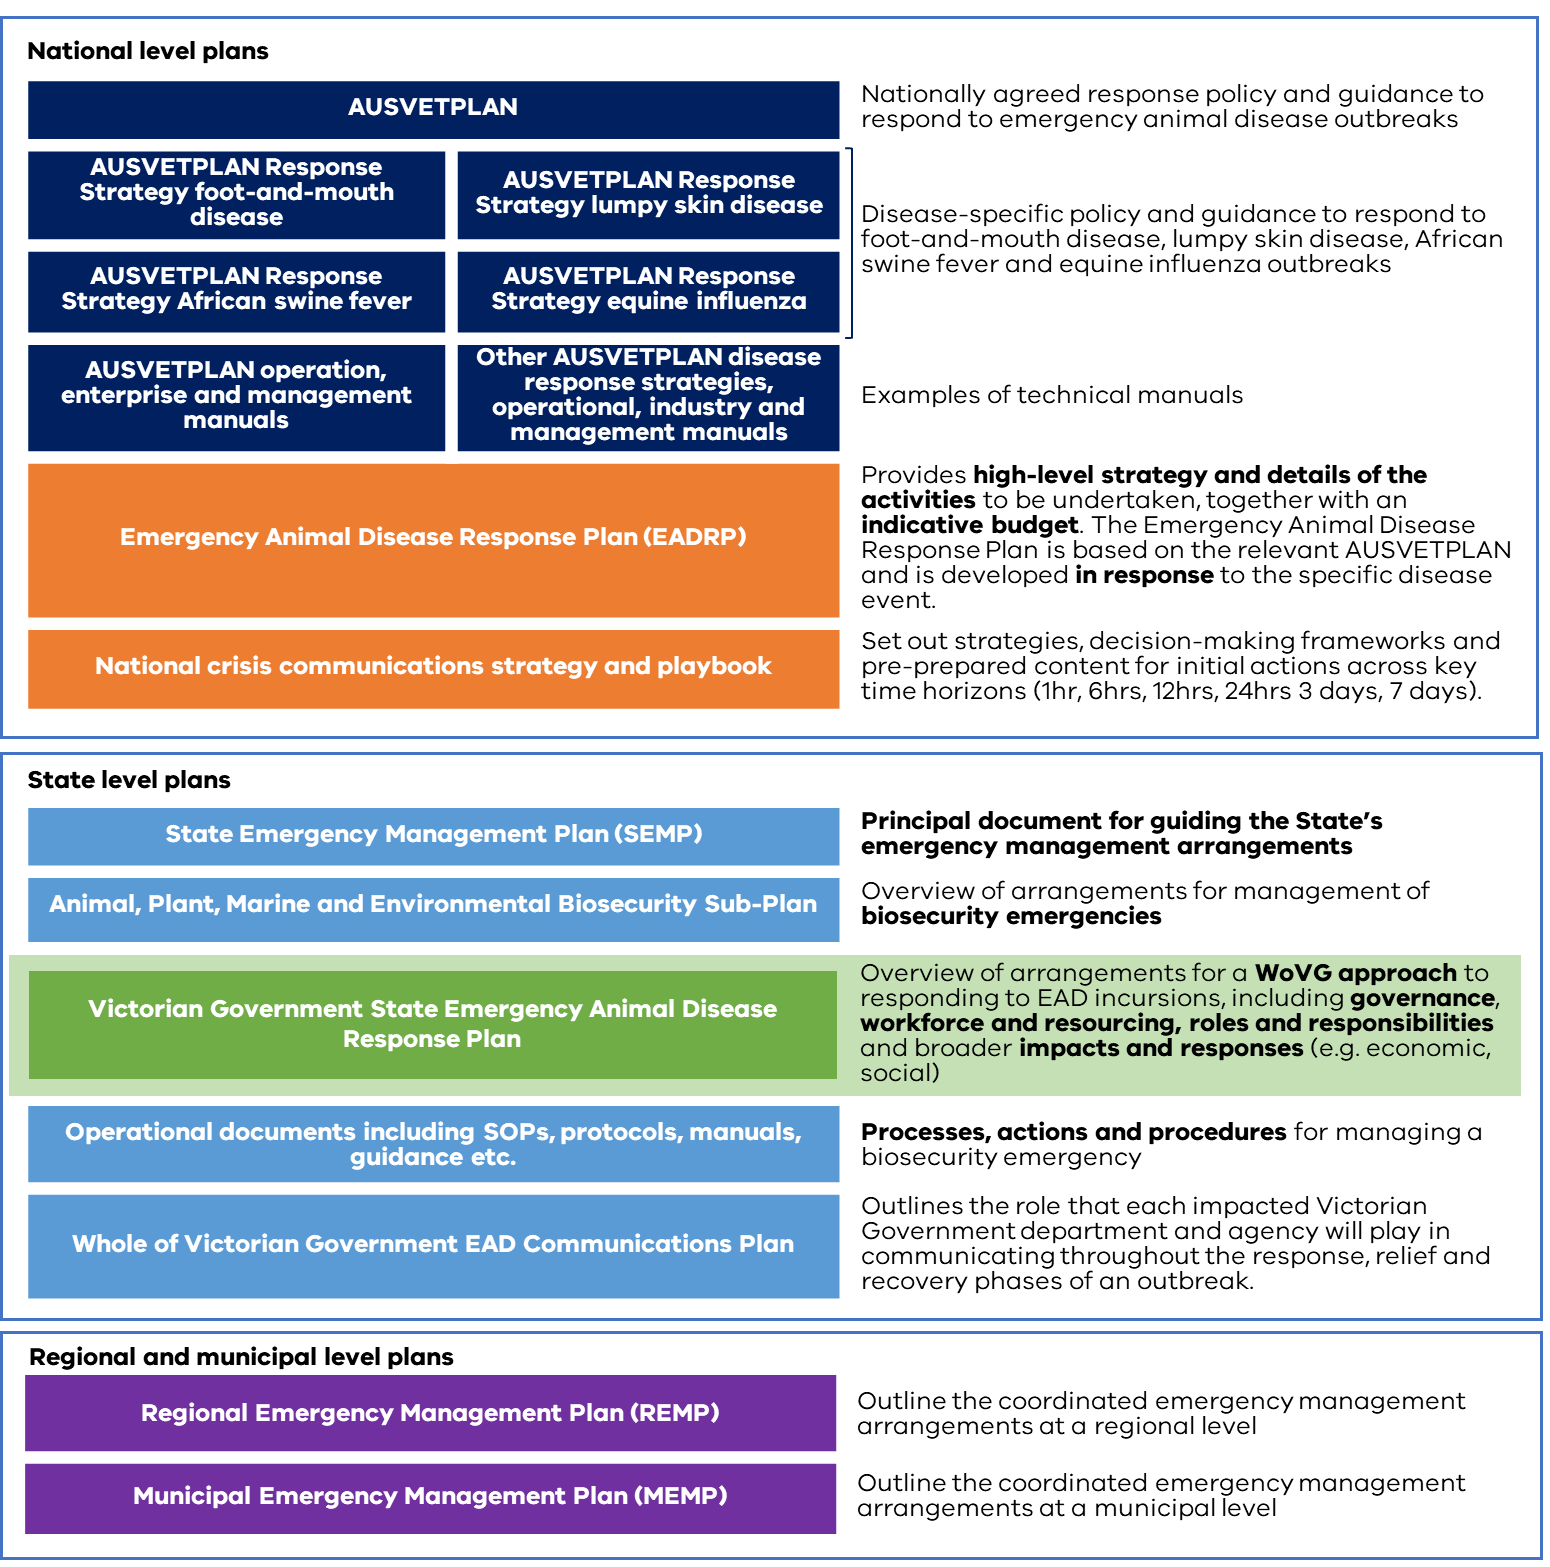 National level plans
AUSVETPLAN
Nationally agreed response policy and guidance to
respond to emergency animal disease outbreaks
AUSVETPLAN Response
Strategy foot-and-mouth
disease
AUSVETPLAN Response
Strategy lumpy skin disease
AUSVETPLAN Response
Strategy African swine fever
AUSVETPLAN Response
Strategy equine influenza
Disease-specific policy and guidance to respond to
foot-and-mouth disease, lumpy skin disease, African
swine fever and equine influenza outbreaks
AUSVETPLAN operation,
enterprise and management
manuals
Other AUSVETPLAN disease
response strategies,
operational, industry and
management manuals
Examples of technical manuals
Emergency Animal Disease Response Plan (EADRP)
Provides high-level strategy and details of the
activities to be undertaken, together with an
indicative budget. The Emergency Animal Disease
Response Plan is based on the relevant AUSVETPLAN
and is developed in response to the specific disease
event.
National crisis communications strategy and playbook
Set out strategies, decision-making frameworks and
pre-prepared content for initial actions across key
time horizons (1hr, 6hrs, 12hrs, 24hrs 3 days, 7 days).
State level plans
State Emergency Management Plan (SEMP)
Principal document for guiding the State's
emergency management arrangements
Animal, Plant, Marine and Environmental Biosecurity Sub-Plan
Overview of arrangements for management of
biosecurity emergencies
Victorian Government State Emergency Animal Disease
Response Plan
Overview of arrangements for a WoVG approach to
responding to EAD incursions, including governance,
workforce and resourcing, roles and responsibilities
and broader impacts and responses (e.g. economic,
social)
Operational documents including SOPs, protocols, manuals,
guidance etc.
Processes, actions and procedures for managing a
biosecurity emergency
Whole of Victorian Government EAD Communications Plan
Outlines the role that each impacted Victorian
Government department and agency will play in
communicating throughout the response, relief and
recovery phases of an outbreak.
Regional and municipal level plans
Regional Emergency Management Plan (REMP)
Outline the coordinated emergency management
arrangements at a regional level
Municipal Emergency Management Plan (MEMP)
Outline the coordinated emergency management
arrangements at a municipal level